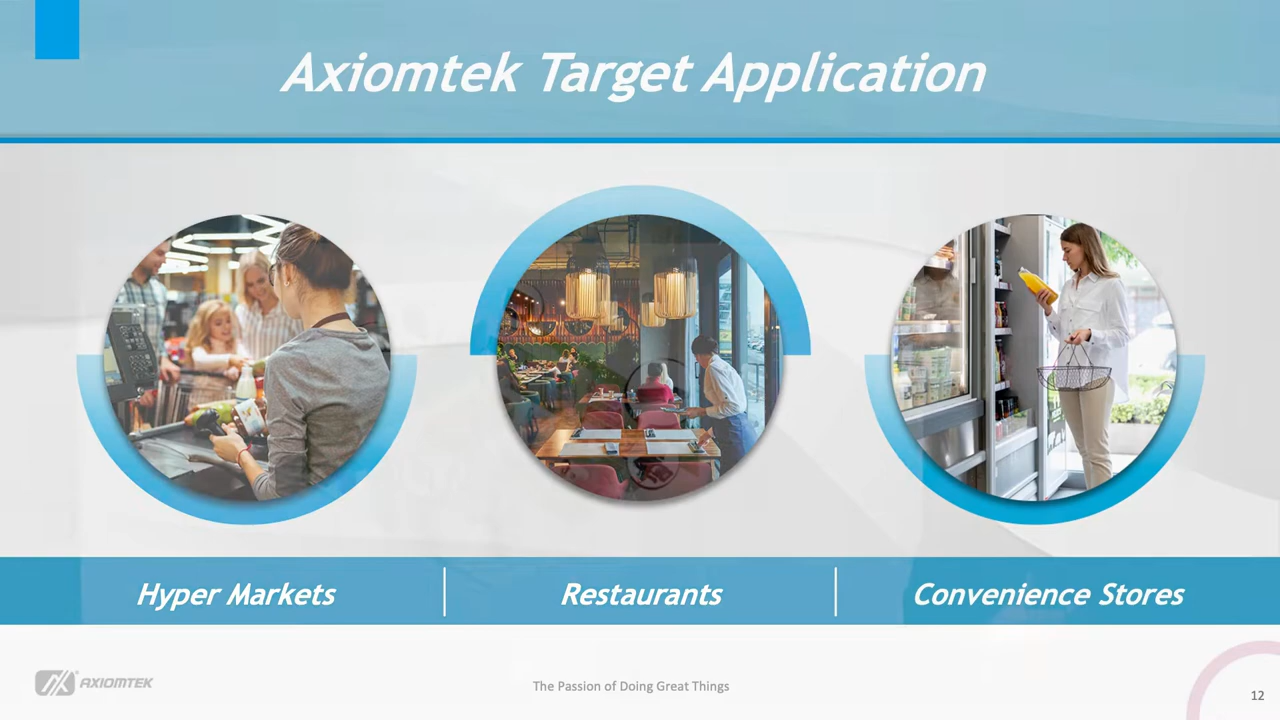 Axiomtek Target Application
Hyper Markets
Restaurants
Convenience Stores
AXIOMTEK
The Passion of Doing Great Things
12